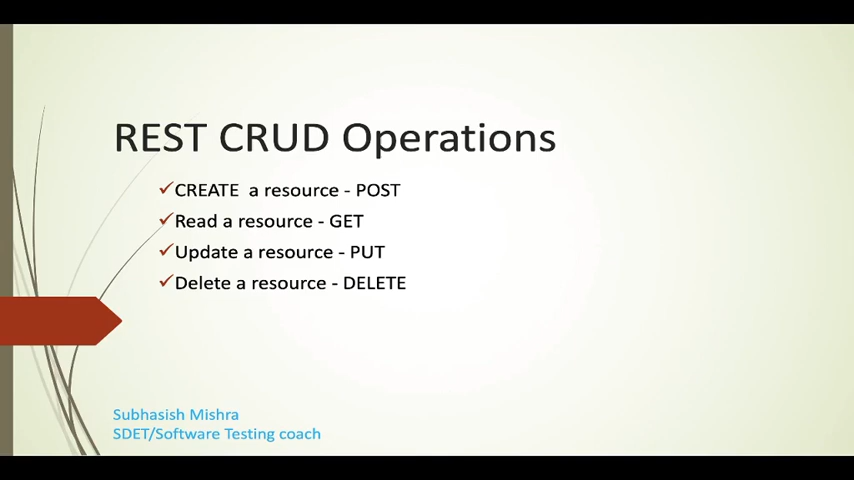 REST CRUD Operations
✓CREATE a resource - POST
✓Read a resource - GET
✓Update a resource - PUT
✓Delete a resource - DELETE
Subhasish Mishra
SDET/Software Testing coach